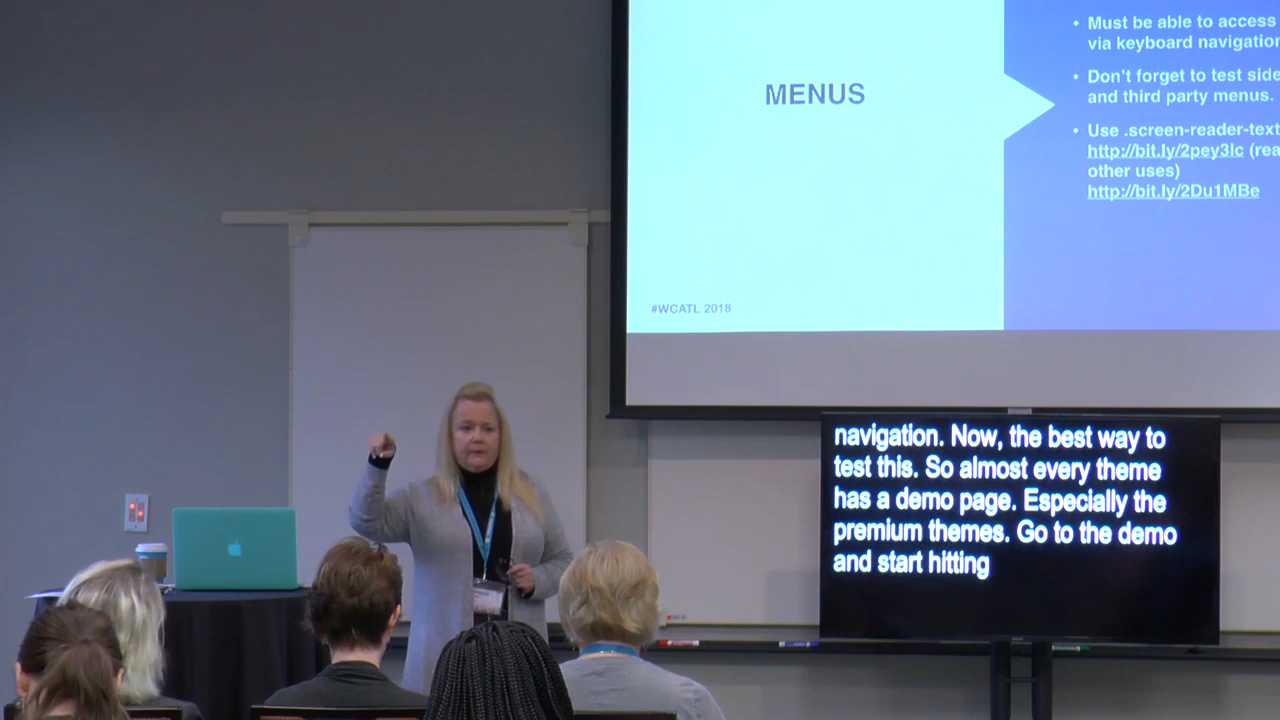 MENUS
• Must be able to access
via keyboard navigation
• Don't forget to test side
and third party menus.
• Use .screen-reader-text
http://bit.ly/2pey3lc (rea
other uses)
http://bit.ly/2Du1MBe
#WCATL 2018
navigation. Now, the best way to
test this. So almost every theme
has a demo page. Especially the
premium themes. Go to the demo
and start hitting